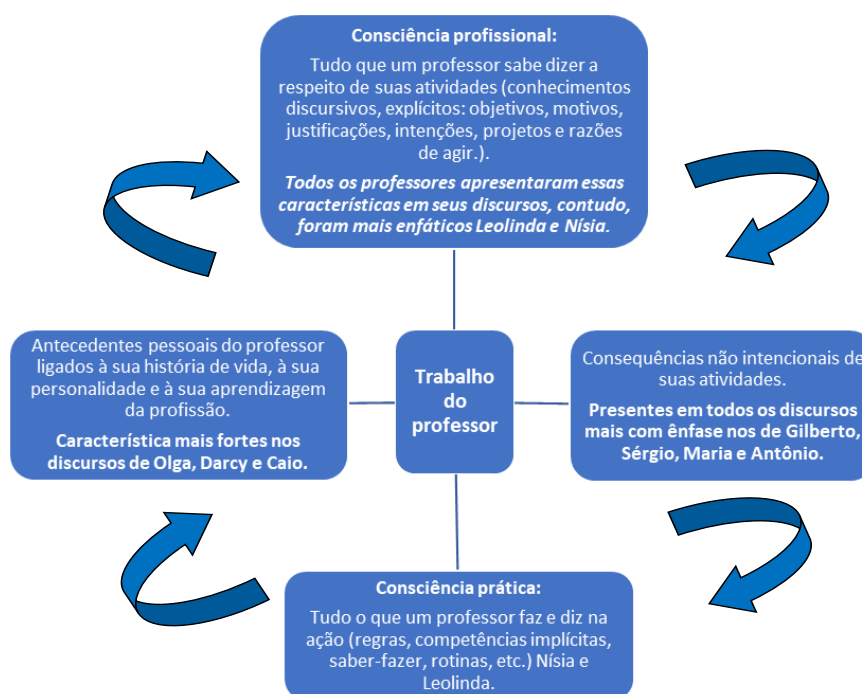 Consciência profissional:
Tudo que um professor sabe dizer a
respeito de suas atividades (conhecimentos
discursivos, explícitos: objetivos, motivos,
justificações, intenções, projetos e razões
de agir.).
Todos os professores apresentaram essas
características em seus discursos, contudo,
foram mais enfáticos Leolinda e Nísia.
Antecedentes pessoais do professor
ligados à sua história de vida, à sua
personalidade e à sua aprendizagem
da profissão.
Característica mais fortes nos
discursos de Olga, Darcy e Caio.
Trabalho
do
professor
Consequências não intencionais de
suas atividades.
Presentes em todos os discursos
mais com ênfase nos de Gilberto,
Sérgio, Maria e Antônio.
Consciência prática:
Tudo o que um professor faz e diz na
ação (regras, competências implícitas,
saber-fazer, rotinas, etc.) Nísia e
Leolinda.